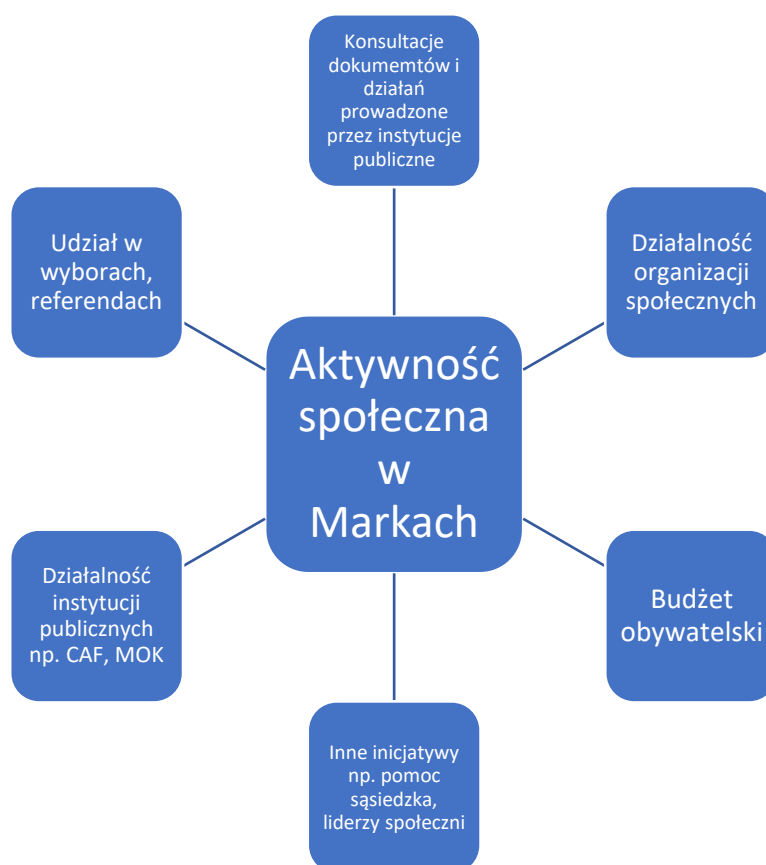 Konsultacje
dokumemtów i
działań
prowadzone
przez instytucje
publiczne
Udział w
wyborach,
referendach
Działalność
organizacji
społecznych
Aktywność
społeczna
w
Markach
Działalność
instytucji
publicznych
np. CAF, MOK
Budżet
obywatelski
Inne inicjatywy
np. pomoc
sąsiedzka,
liderzy społeczni